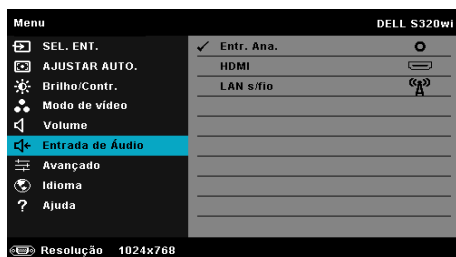 Menu DELL S320wi
SEL. ENT. Entr. Ana.
AJUSTAR AUTO. HDMI
Brilho/Contr. LAN s/fio
Modo de vídeo
Volume
Entrada de Áudio
Avançado
Idioma
? Ajuda
Resolução 1024x768